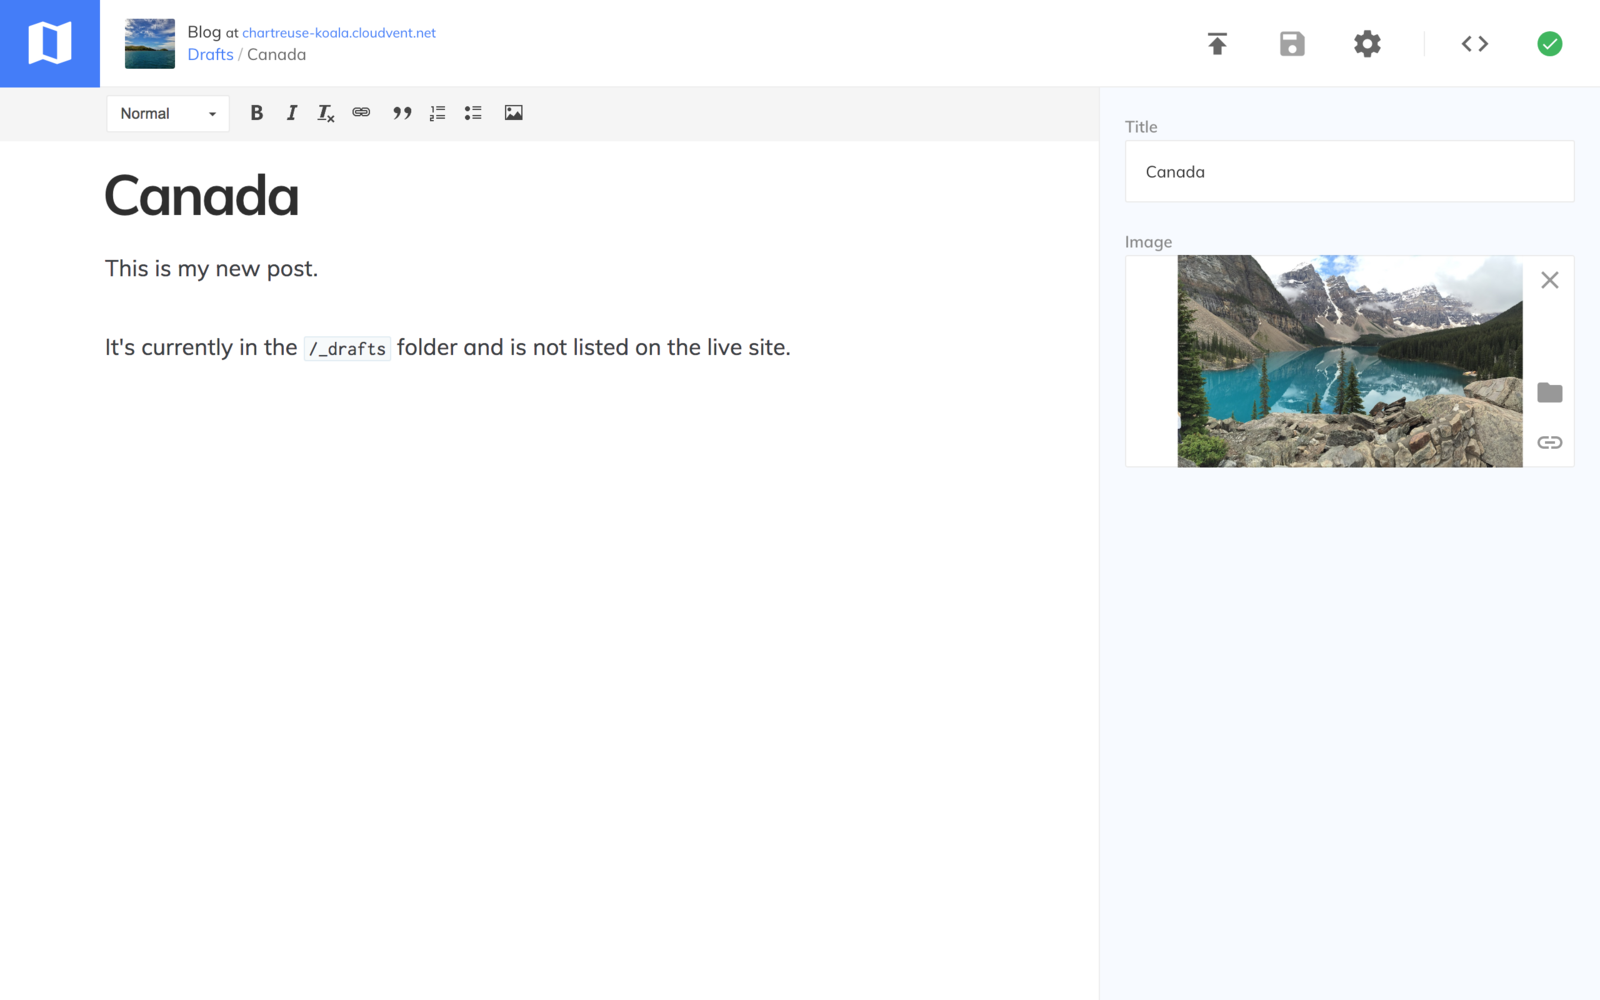 Blog at chartreuse-koala.cloudvent.net
Drafts / Canada
Normal
Canada
This is my new post.
It's currently in the /_drafts folder and is not listed on the live site.
Title
Canada
Image